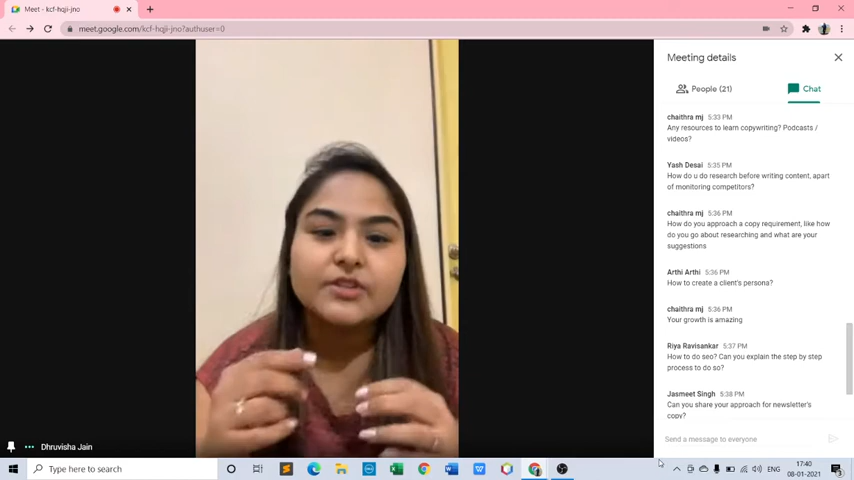 Meet - kcf-hqji-jno
meet.google.com/kcf-hqji-jno?authuser=0
Meeting details
People (21)
Chat
chaithra mj 5:33 PM
Any resources to learn copywriting? Podcasts /
videos?
Yash Desai 5:35 PM
How do u do research before writing content, apart
of monitoring competitors?
chaithra mj 5:36 PM
How do you approach a copy requirement, like how
do you go about researching and what are your
suggestions
Arthi Arthi 5:36 PM
How to create a client's persona?
chaithra mj 5:36 PM
Your growth is amazing
Riya Ravisankar 5:37 PM
How to do seo? Can you explain the step by step
process to do so?
Jasmeet Singh 5:38 PM
Can you share your approach for newsletter's
copy?
Send a message to everyone
Dhruvisha Jain
Type here to search
ENG
17:40
08-01-2021